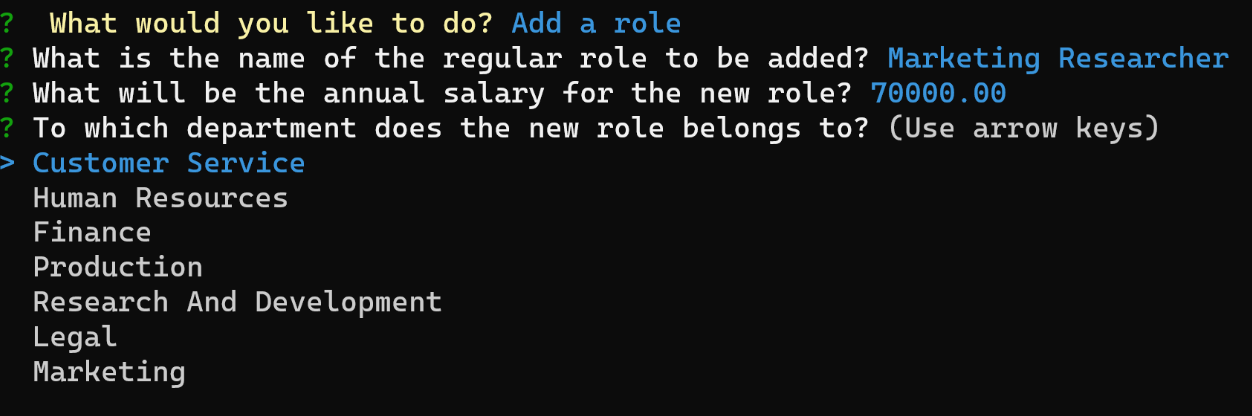 ? What would you like to do? Add a role
? What is the name of the regular role to be added? Marketing Researcher
? What will be the annual salary for the new role? 70000.00
? To which department does the new role belongs to? (Use arrow keys)
> Customer Service
Human Resources
Finance
Production
Research And Development
Legal
Marketing